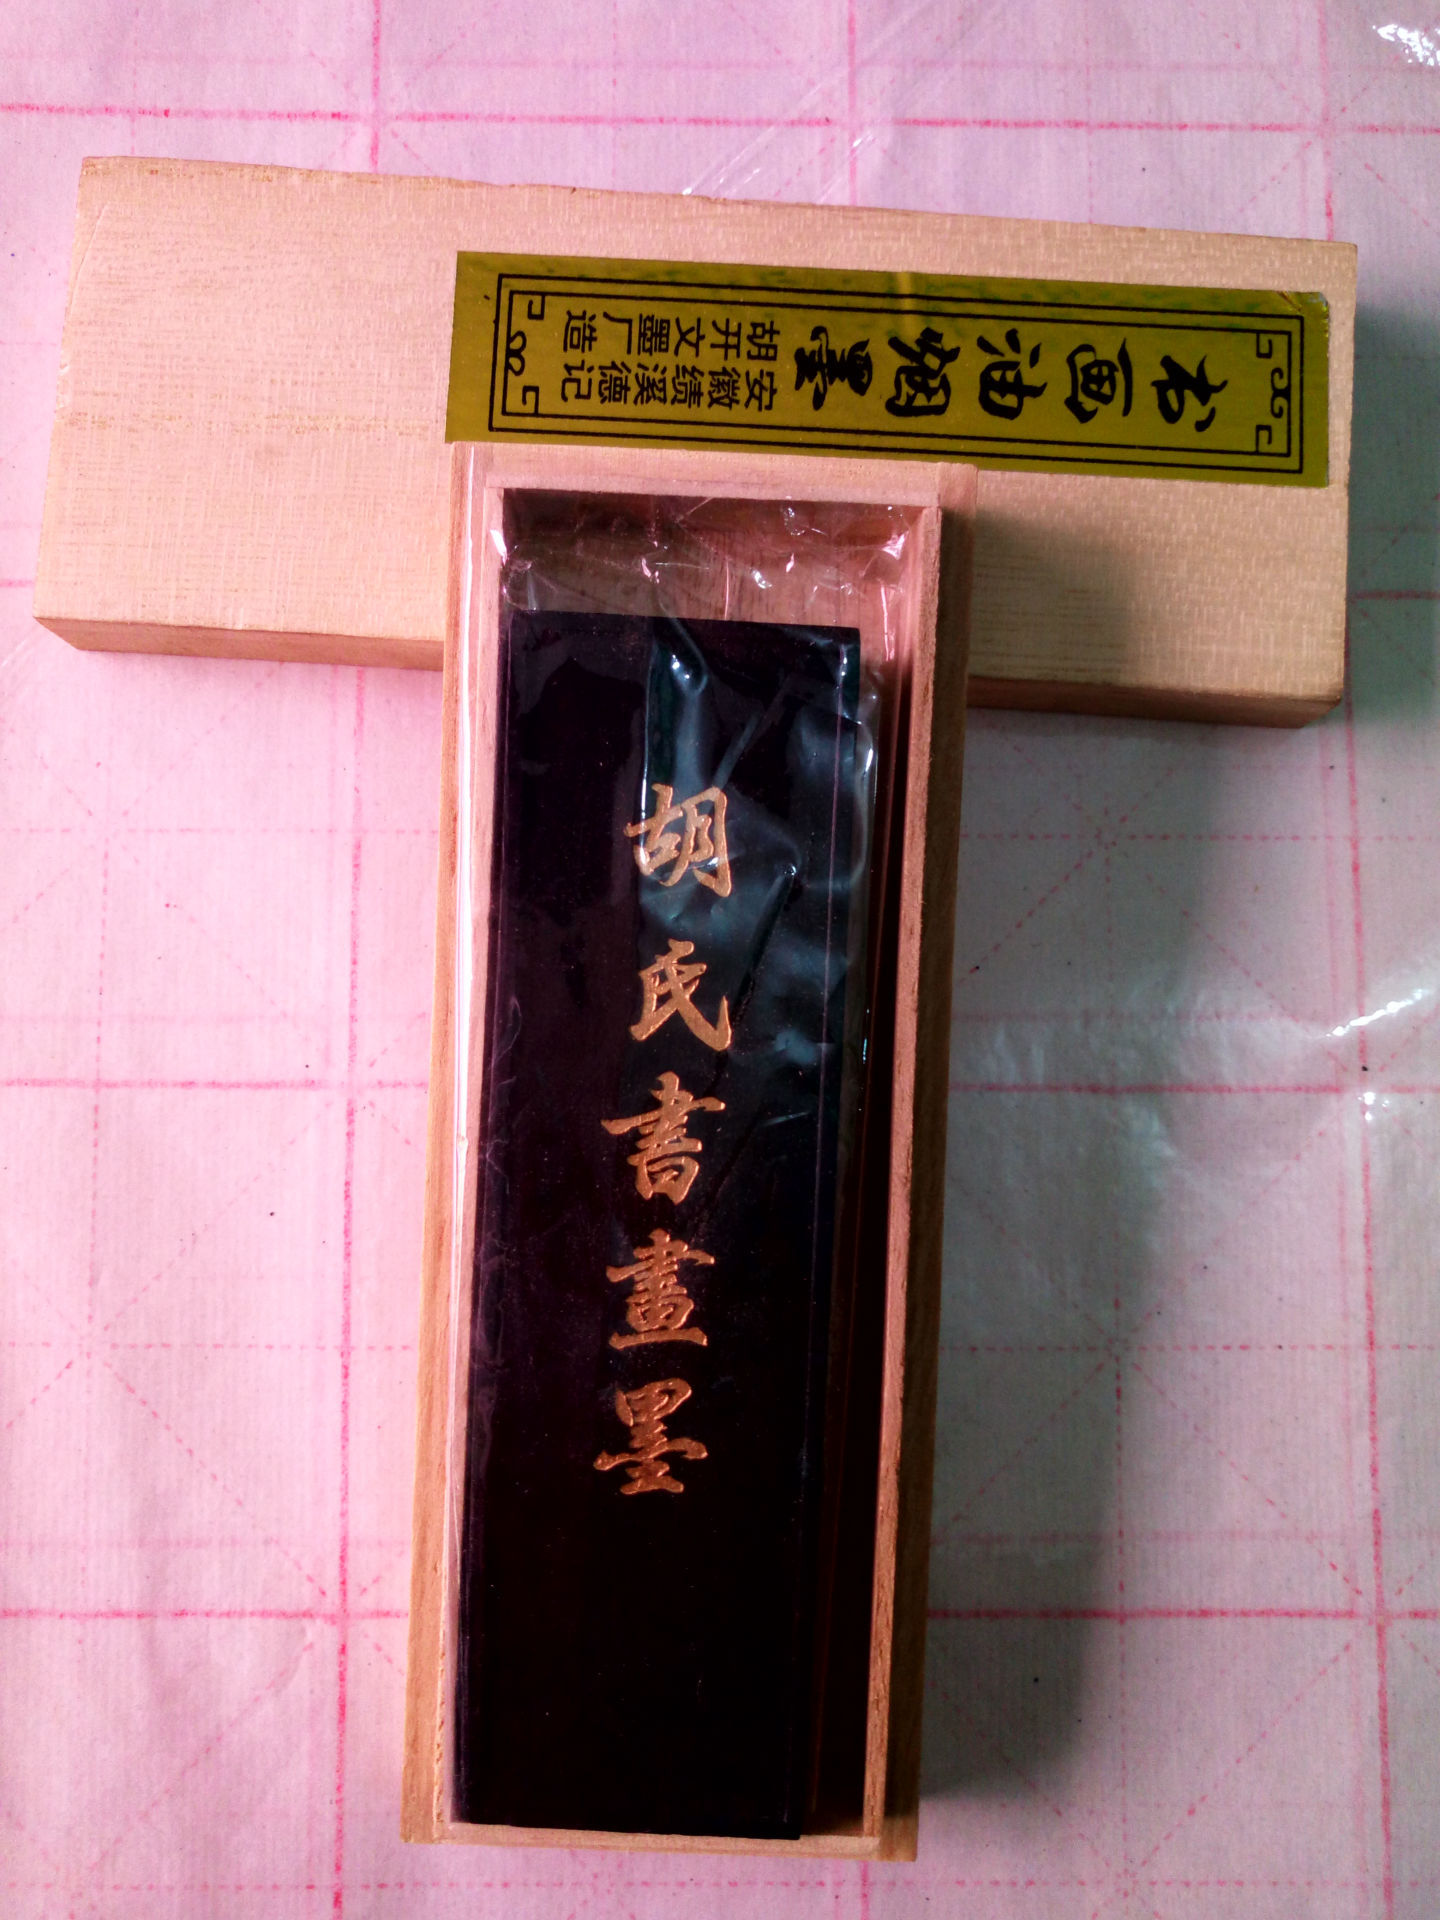 书画油烟墨
安徽绩溪德记
胡开文墨厂造
胡氏書畫墨